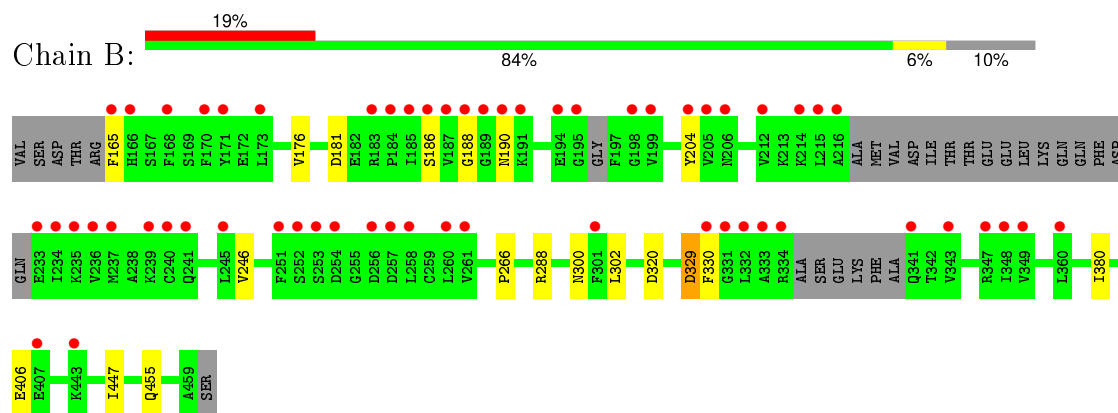 19%
Chain B:
84% 6% 10%
VAL SER ASP THR ARG F165 H166 S167 F168 S169 F170 Y171 E172 L173 V176 D181 E182 R183 P184 I185 S186 V187 G188 G189 N190 K191 E194 G195 GLY F197 G198 V199 Y204 V205 N206 V212 K213 K214 L215 A216 ALA MET VAL ASP ILE THR THR GLU GLU LEU LYS GLN GLN PHE ASP
GLN E233 I234 K235 V236 M237 A238 K239 C240 Q241 L245 V246 F251 S252 S253 D254 G255 D256 D257 L258 C259 L260 V261 P266 R288 N300 F301 L302 D320 D329 F330 G331 L332 A333 R334 ALA SER GLU LYS PHE ALA Q341 T342 V343 R347 I348 V349 L360 I380
E406 E407 K443 I447 Q455 A459 SER